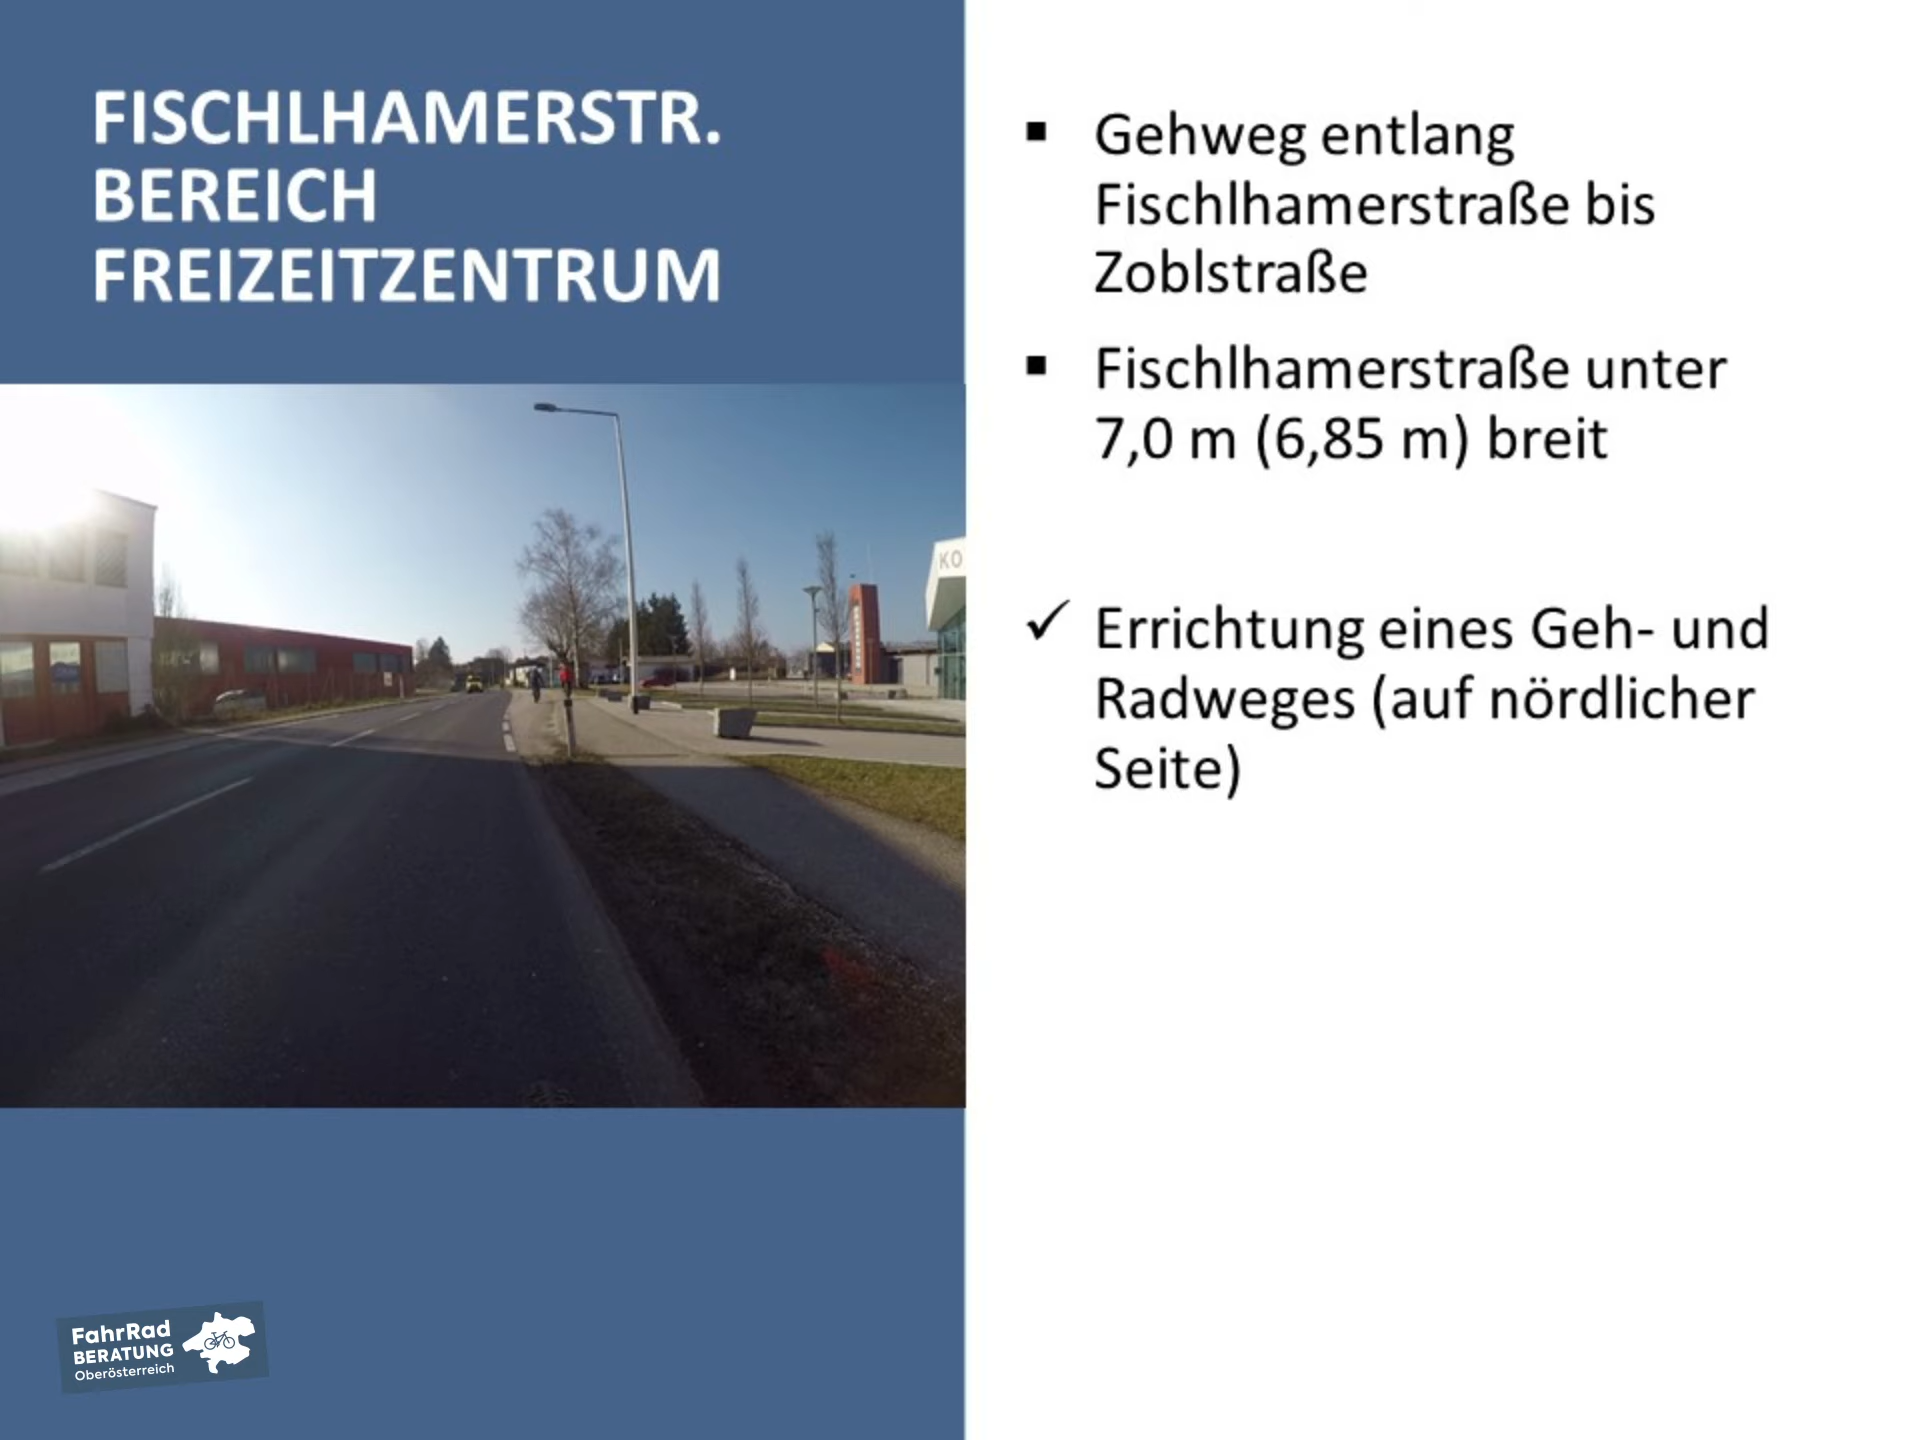 FISCHLHAMERSTR.
BEREICH
FREIZEITZENTRUM
▪ Gehweg entlang
Fischlhamerstraße bis
Zoblstraße
▪ Fischlhamerstraße unter
7,0 m (6,85 m) breit
✓ Errichtung eines Geh- und
Radweges (auf nördlicher
Seite)
KO
FahrRad
BERATUNG
Oberösterreich